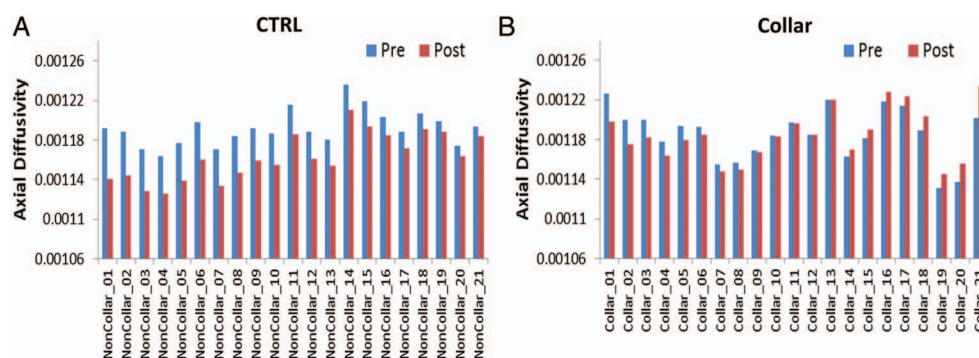 A
CTRL
Pre
Post
Axial Diffusivity
0.00126
0.00122
0.00118
0.00114
0.00111
0.00106
NonCollar_01
NonCollar_02
NonCollar_03
NonCollar_04
NonCollar_05
NonCollar_06
NonCollar_07
NonCollar_08
NonCollar_09
NonCollar_10
NonCollar_11
NonCollar_12
NonCollar_13
NonCollar_14
NonCollar_15
NonCollar_16
NonCollar_17
NonCollar_18
NonCollar_19
NonCollar_20
NonCollar_21
B
Collar
Pre
Post
Axial Diffusivity
0.00126
0.00122
0.00118
0.00114
0.00111
0.00106
Collar_01
Collar_02
Collar_03
Collar_04
Collar_05
Collar_06
Collar_07
Collar_08
Collar_09
Collar_10
Collar_11
Collar_12
Collar_13
Collar_14
Collar_15
Collar_16
Collar_17
Collar_18
Collar_19
Collar_20
Collar_21